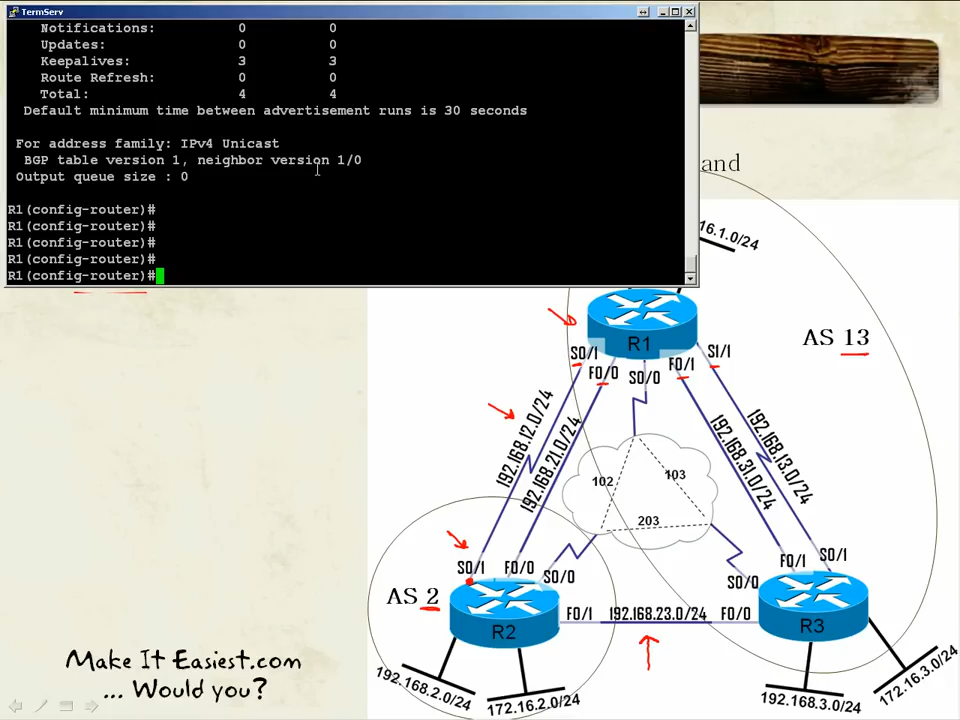 TermServ
Notifications: 0 0
Updates: 0 0
Keepalives: 3 3
Route Refresh: 0 0
Total: 4 4
Default minimum time between advertisement runs is 30 seconds
For address family: IPv4 Unicast
BGP table version 1, neighbor version 1/0
Output queue size : 0
R1(config-router)#
R1(config-router)#
R1(config-router)#
R1(config-router)#
R1(config-router)#
and
16.1.0/24
R1
AS 13
S0/1
F0/0
S0/0
F0/1
S1/1
192.168.12.0/24
192.168.21.0/24
192.168.31.0/24
192.168.13.0/24
102
103
203
S0/1
F0/0
S0/0
F0/1
S0/1
S0/0
AS 2
R2
F0/1
192.168.23.0/24
F0/0
R3
192.168.2.0/24
172.16.2.0/24
192.168.3.0/24
172.16.3.0/24
Make It Easiest.com
... Would you?